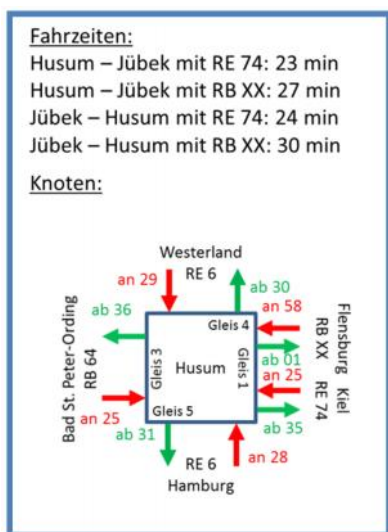 Fahrzeiten:
Husum – Jübek mit RE 74: 23 min
Husum – Jübek mit RB XX: 27 min
Jübek – Husum mit RE 74: 24 min
Jübek – Husum mit RB XX: 30 min
Knoten:
Westerland
RE 6
an 29
ab 30
ab 36
an 58
Gleis 4
Bad St. Peter-Ording
RB 64
Gleis 3
Husum
Gleis 1
ab 01
Flensburg
RB XX
an 25
Kiel
RE 74
an 25
Gleis 5
ab 35
ab 31
RE 6
an 28
Hamburg